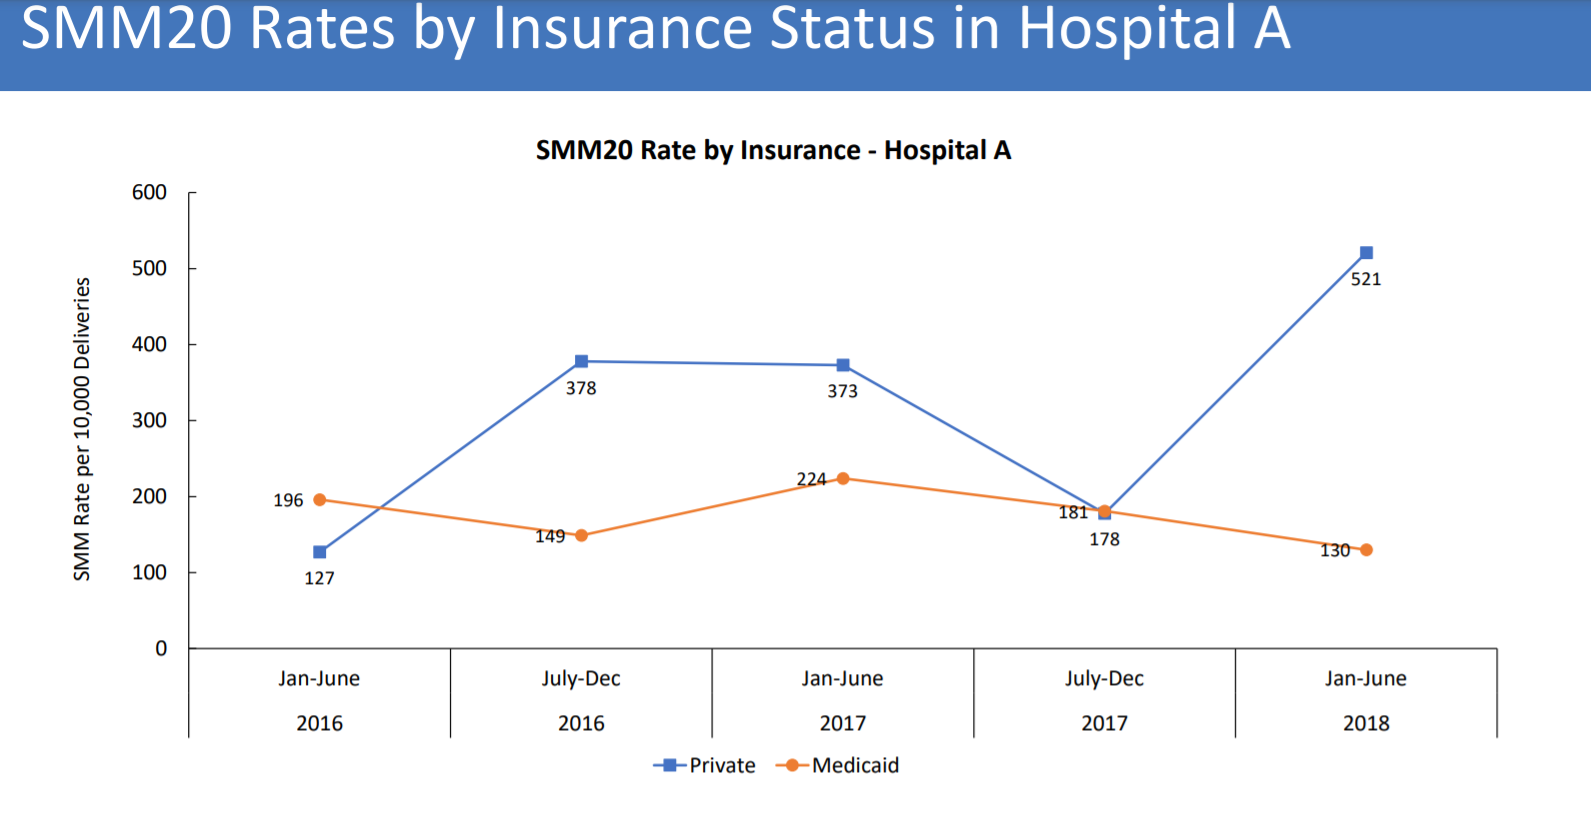 SMM20 Rates by Insurance Status in Hospital A
SMM20 Rate by Insurance - Hospital A
SMM Rate per 10,000 Deliveries
600
500
400
300
200
100
0
127
378
373
178
521
196
149
224
181
130
Jan-June July-Dec Jan-June July-Dec Jan-June
2016 2016 2017 2017 2018
Private Medicaid